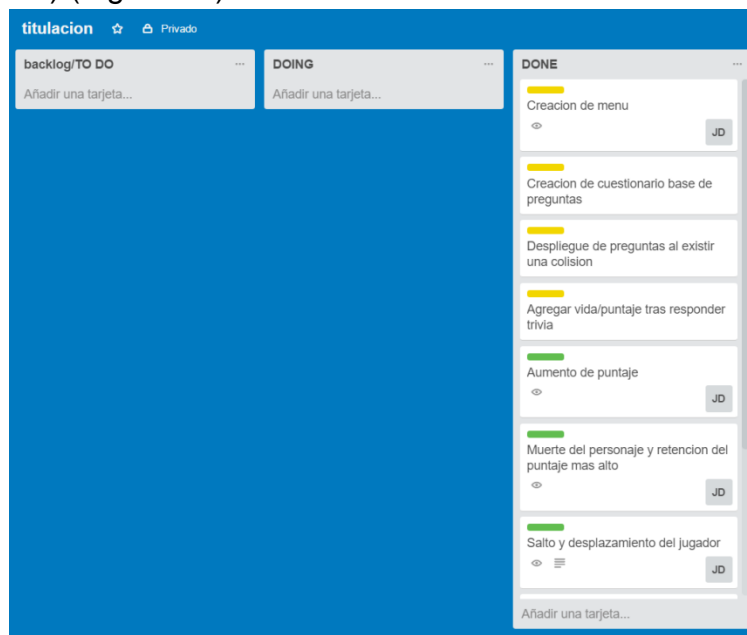 titulacion Privado
backlog/TO DO
Añadir una tarjeta...
DOING
Añadir una tarjeta...
DONE
Creacion de menu
JD
Creacion de cuestionario base de
preguntas
Despliegue de preguntas al existir
una colision
Agregar vida/puntaje tras responder
trivia
Aumento de puntaje
JD
Muerte del personaje y retencion del
puntaje mas alto
JD
Salto y desplazamiento del jugador
JD
Añadir una tarjeta...